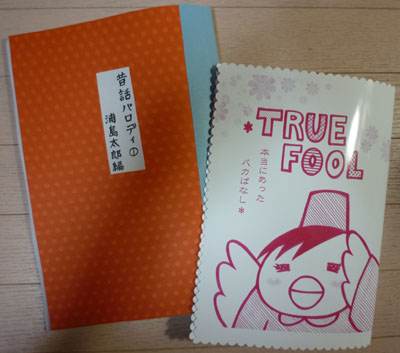 昔話パロディ①
浦島太郎編
TRUE
FOOL
本当にあった
バカばなし*